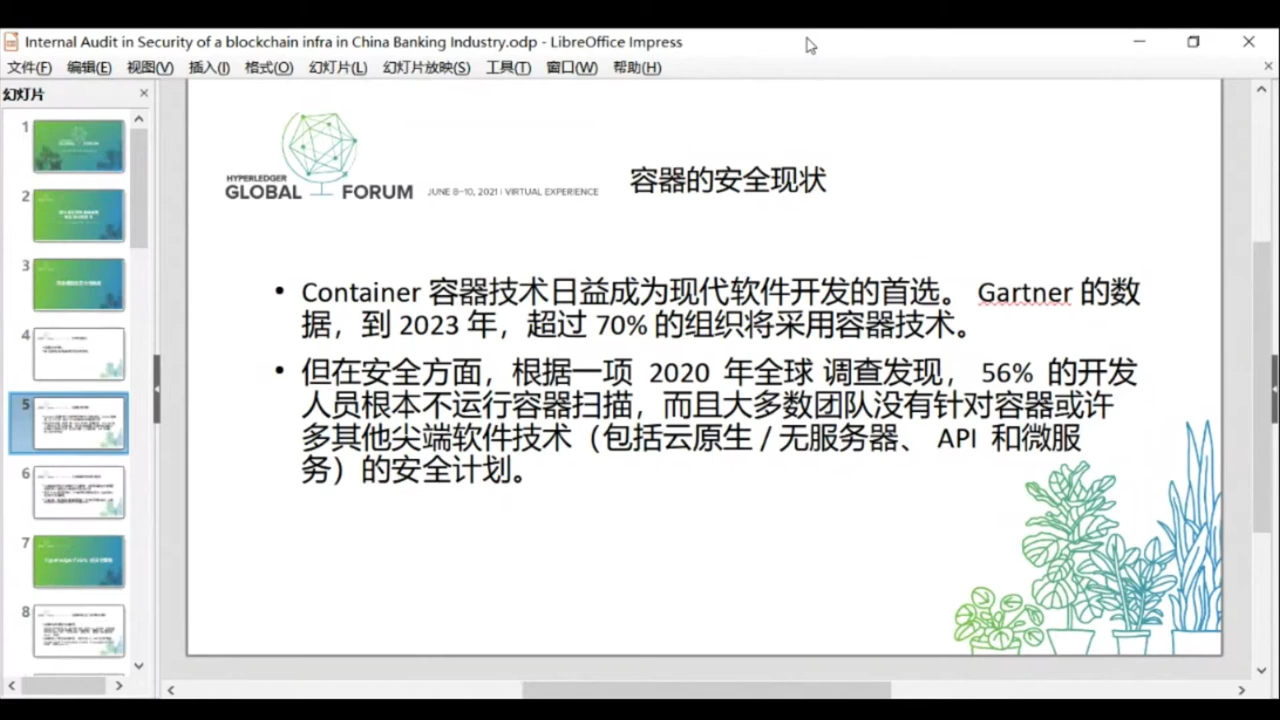 Internal Audit in Security of a blockchain infra in China Banking Industry.odp - LibreOffice Impress
文件(F) 编辑(E) 视图(V) 插入(I) 格式(O) 幻灯片(L) 幻灯片放映(S) 工具(T) 窗口(W) 帮助(H)
幻灯片
1
2
3
4
5
6
7
8
HYPERLEDGER
GLOBAL FORUM
JUNE 8-10, 2021 | VIRTUAL EXPERIENCE
容器的安全现状
• Container 容器技术日益成为现代软件开发的首选。 Gartner 的数
据，到 2023 年，超过 70% 的组织将采用容器技术。
• 但在安全方面，根据一项 2020 年全球 调查发现， 56% 的开发
人员根本不运行容器扫描，而且大多数团队没有针对容器或许
多其他尖端软件技术（包括云原生 / 无服务器、 API 和微服
务）的安全计划。